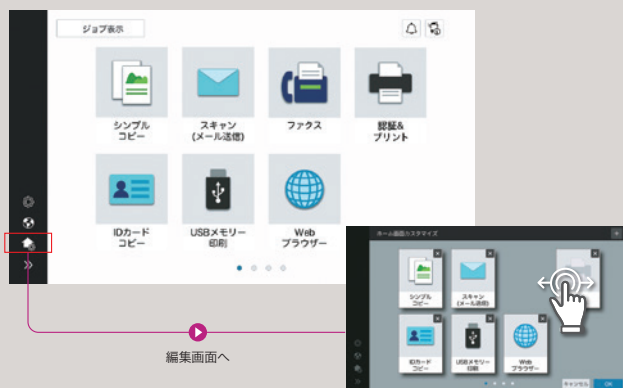 ジョブ表示
シンプル
コピー
スキャン
(メール送信)
ファクス
認証&
プリント
IDカード
コピー
USBメモリー
印刷
Web
ブラウザー
編集画面へ
ホーム画面カスタマイズ
シンプル
コピー
スキャン
(メール送信)
IDカード
コピー
USBメモリー
印刷
Web
ブラウザー
キャンセル
OK